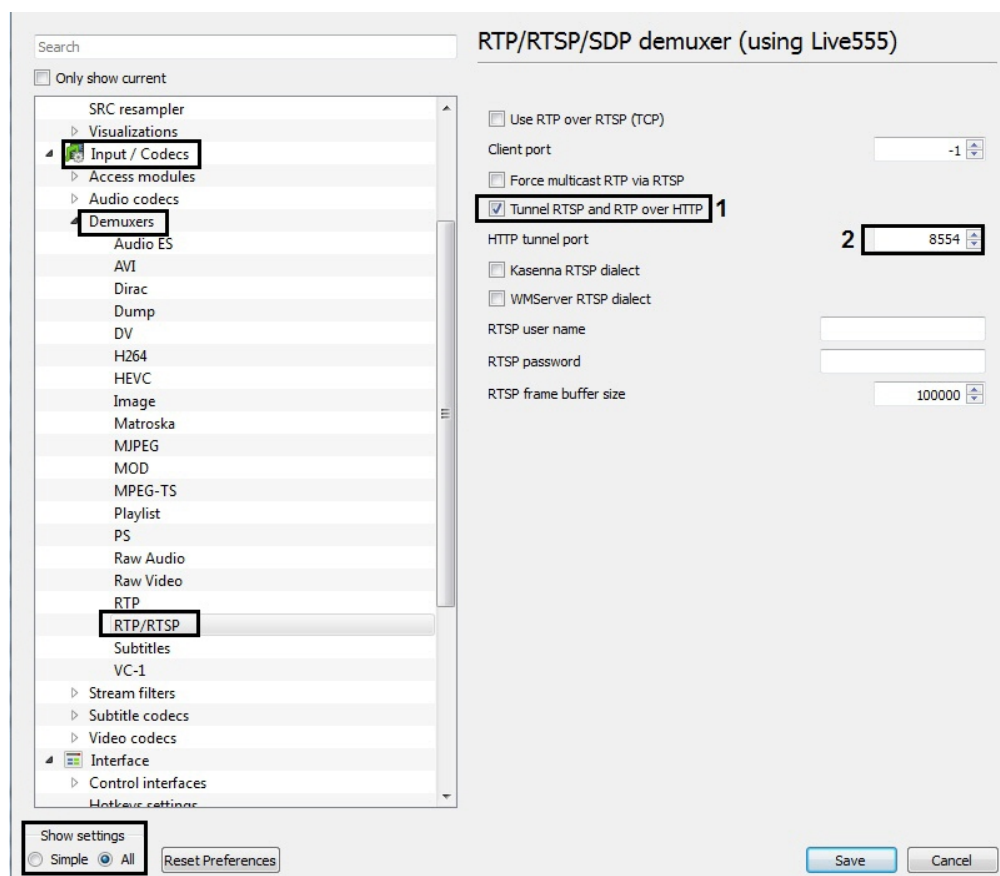 Search
Only show current
SRC resampler
Visualizations
Input / Codecs
Access modules
Audio codecs
Demuxers
Audio ES
AVI
Dirac
Dump
DV
H264
HEVC
Image
Matroska
MJPEG
MOD
MPEG-TS
Playlist
PS
Raw Audio
Raw Video
RTP
RTP/RTSP
Subtitles
VC-1
Stream filters
Subtitle codecs
Video codecs
Interface
Control interfaces
Hotkeys settings
Show settings
Simple All
Reset Preferences
RTP/RTSP/SDP demuxer (using Live555)
Use RTP over RTSP (TCP)
Client port -1
Force multicast RTP via RTSP
Tunnel RTSP and RTP over HTTP 1
HTTP tunnel port 2 8554
Kasenna RTSP dialect
WMServer RTSP dialect
RTSP user name
RTSP password
RTSP frame buffer size 100000
Save Cancel